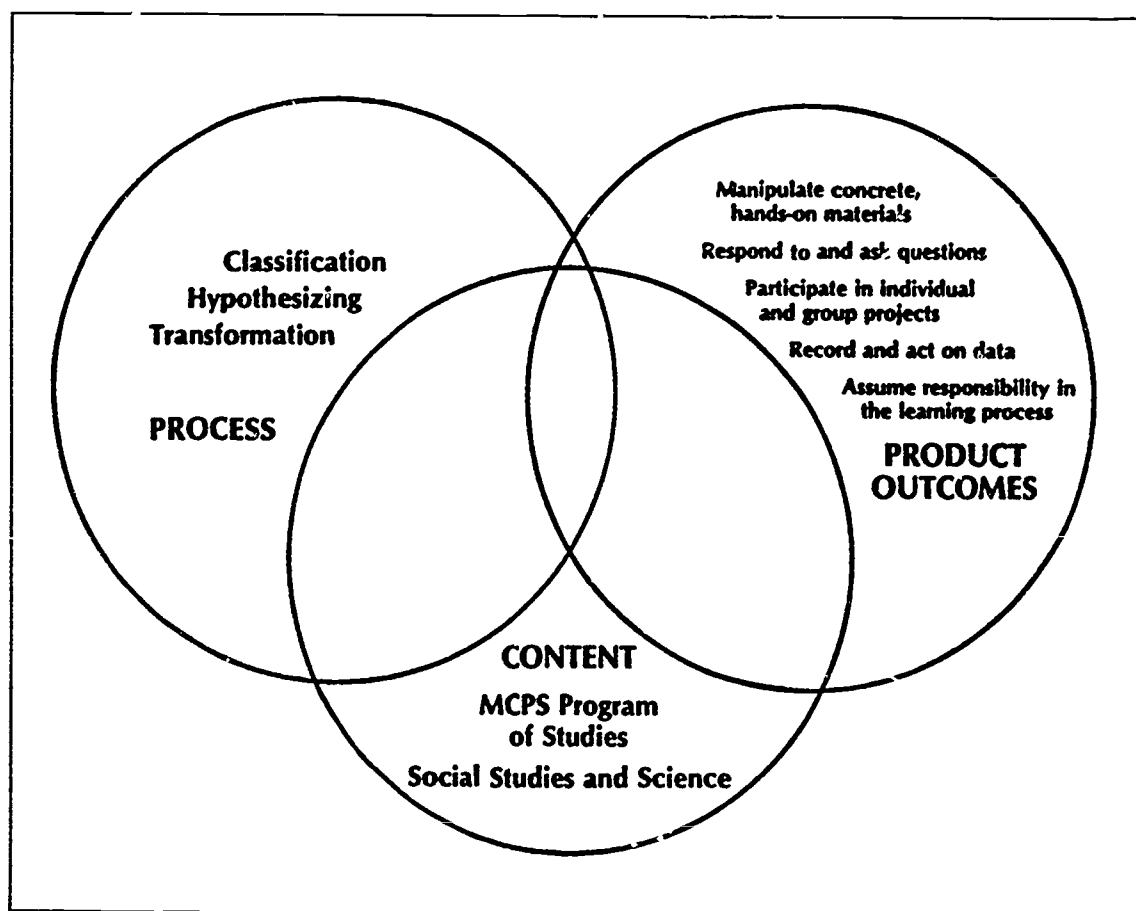 Classification
Hypothesizing
Transformation
PROCESS
Manipulate concrete,
hands-on materials
Respond to and ask questions
Participate in individual
and group projects
Record and act on data
Assume responsibility in
the learning process
PRODUCT
OUTCOMES
CONTENT
MCPS Program
of Studies
Social Studies and Science